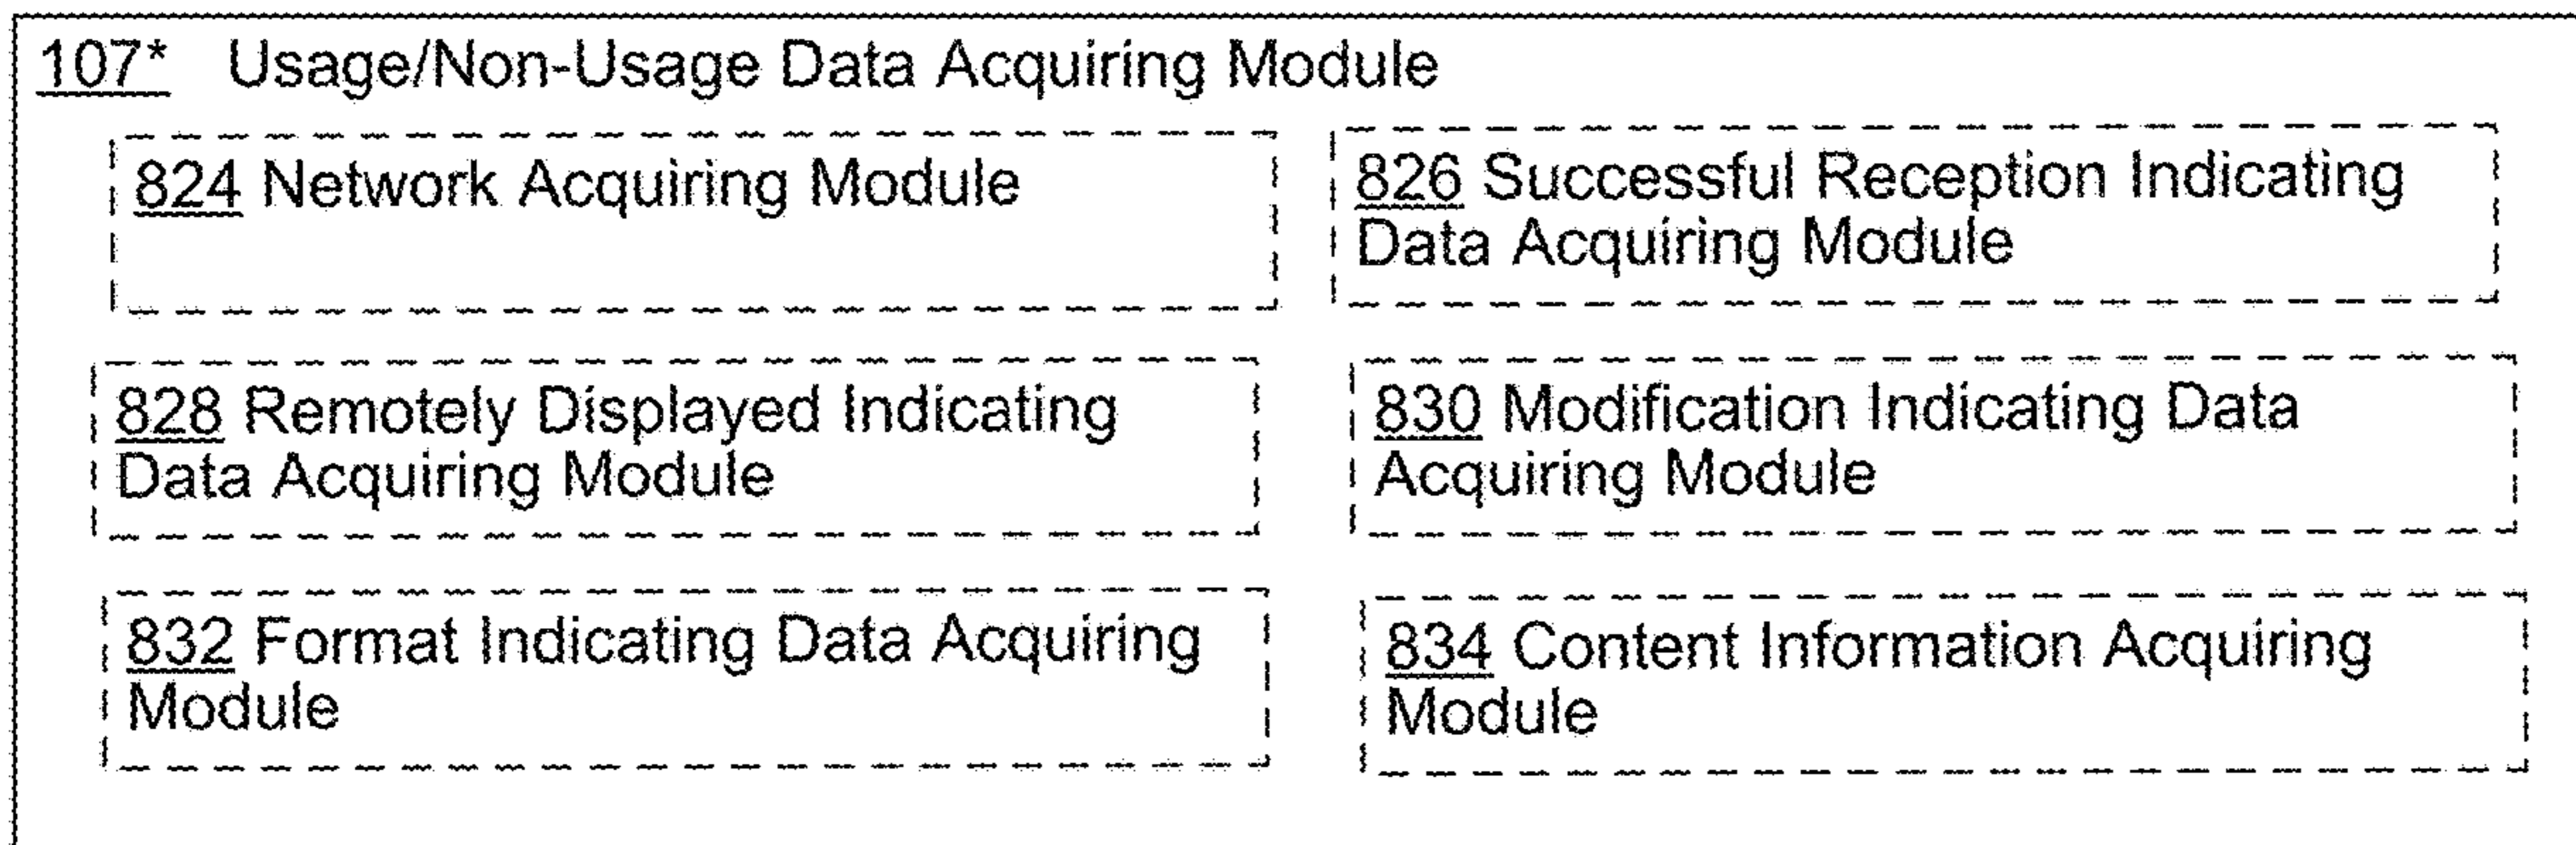 107* Usage/Non-Usage Data Acquiring Module
824 Network Acquiring Module
826 Successful Reception Indicating
Data Acquiring Module
828 Remotely Displayed Indicating
Data Acquiring Module
830 Modification Indicating Data
Acquiring Module
832 Format Indicating Data Acquiring
Module
834 Content Information Acquiring
Module